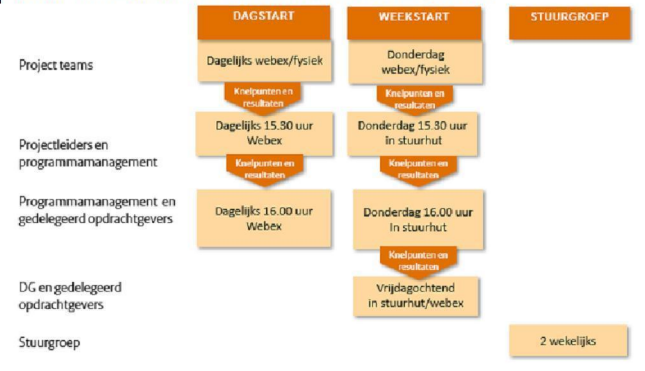 DAGSTART
WEEKSTART
STUURGROEP
Project teams
Dagelijks webex/fysiek
Donderdag
webex/fysiek
Knelpunten en
resultaten
Knelpunten en
resultaten
Projectleiders en
programmamanagement
Dagelijks 15.30 uur
Webex
Donderdag 15.30 uur
in stuurhut
Knelpunten en
resultaten
Knelpunten en
resultaten
Programmamanagement en
gedelegeerd opdrachtgevers
Dagelijks 16.00 uur
Webex
Donderdag 16.00 uur
In stuurhut
Knelpunten en
resultaten
DG en gedelegeerd
opdrachtgevers
Vrijdagochtend
in stuurhut/webex
Stuurgroep
2 wekelijks